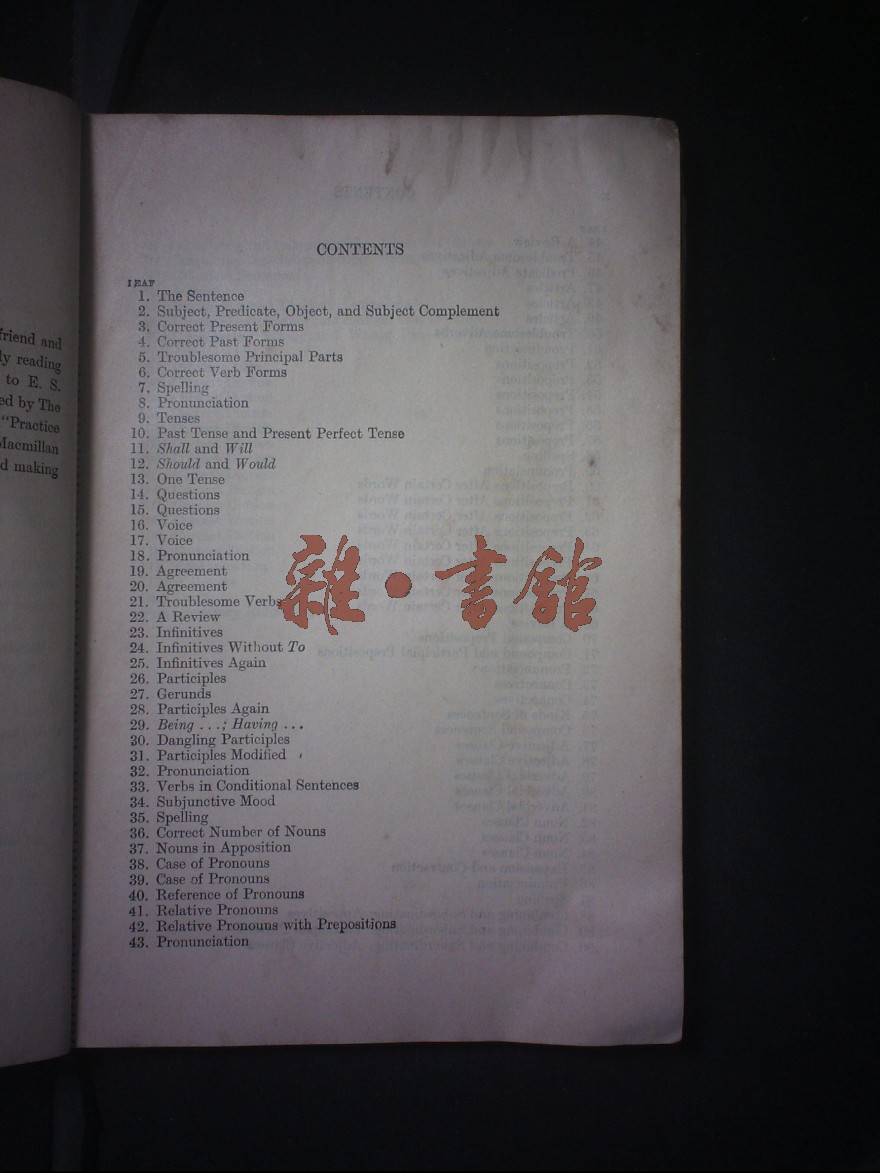 friend and
ly reading
to E. S.
ed by The
"Practice
Macmillan
d making
CONTENTS
LEAF
1. The Sentence
2. Subject, Predicate, Object, and Subject Complement
3. Correct Present Forms
4. Correct Past Forms
5. Troublesome Principal Parts
6. Correct Verb Forms
7. Spelling
8. Pronunciation
9. Tenses
10. Past Tense and Present Perfect Tense
11. Shall and Will
12. Should and Would
13. One Tense
14. Questions
15. Questions
16. Voice
17. Voice
18. Pronunciation
19. Agreement
20. Agreement
21. Troublesome Verbs
22. A Review
23. Infinitives
24. Infinitives Without To
25. Infinitives Again
26. Participles
27. Gerunds
28. Participles Again
29. Being . . .; Having . . .
30. Dangling Participles
31. Participles Modified
32. Pronunciation
33. Verbs in Conditional Sentences
34. Subjunctive Mood
35. Spelling
36. Correct Number of Nouns
37. Nouns in Apposition
38. Case of Pronouns
39. Case of Pronouns
40. Reference of Pronouns
41. Relative Pronouns
42. Relative Pronouns with Prepositions
43. Pronunciation
雜·書館